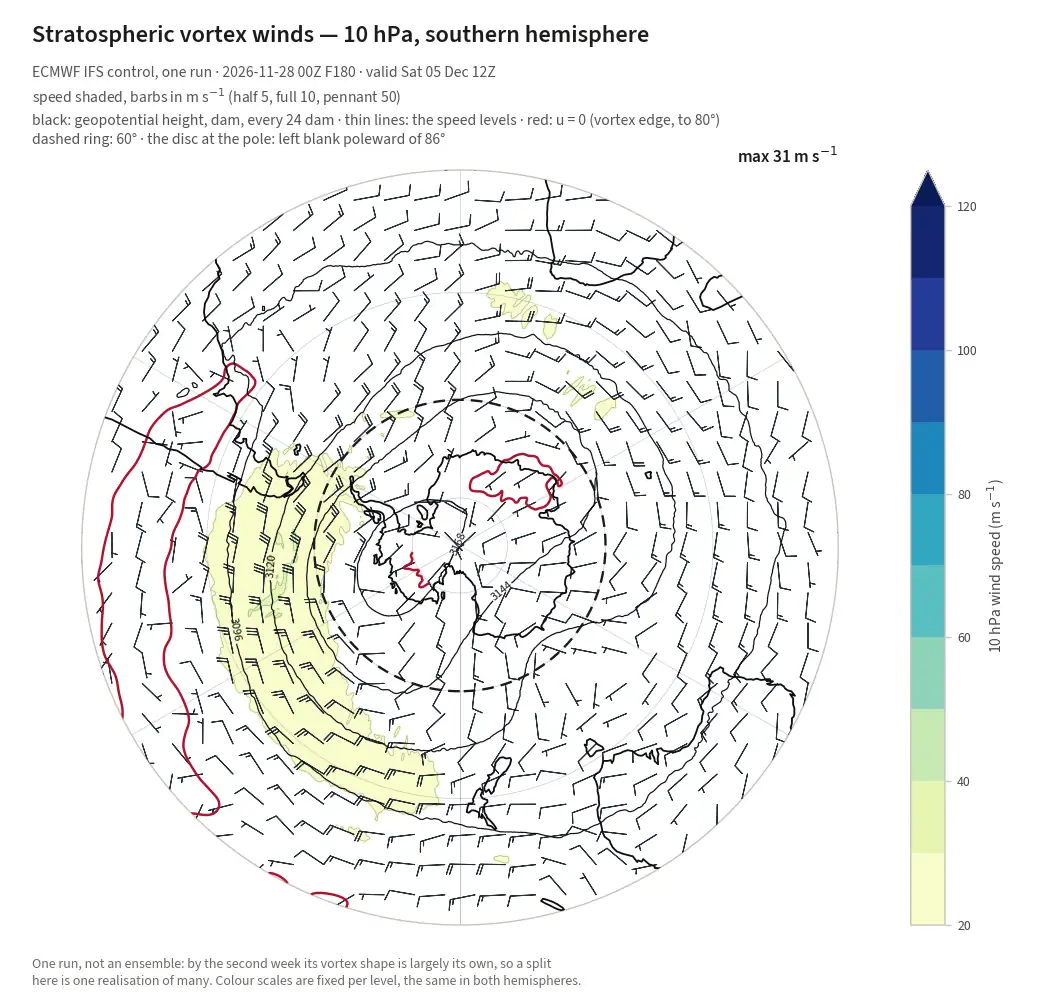 Stratospheric vortex winds — 10 hPa, southern hemisphere
ECMWF IFS control, one run · 2026-11-28 00Z F180 · valid Sat 05 Dec 12Z
speed shaded, barbs in m s⁻¹ (half 5, full 10, pennant 50)
black: geopotential height, dam, every 24 dam · thin lines: the speed levels · red: u = 0 (vortex edge, to 80°)
dashed ring: 60° · the disc at the pole: left blank poleward of 86°
max 31 m s⁻¹
120
100
80
60
40
20
10 hPa wind speed (m s⁻¹)
3168
3120
3144
3096
One run, not an ensemble: by the second week its vortex shape is largely its own, so a split
here is one realisation of many. Colour scales are fixed per level, the same in both hemispheres.